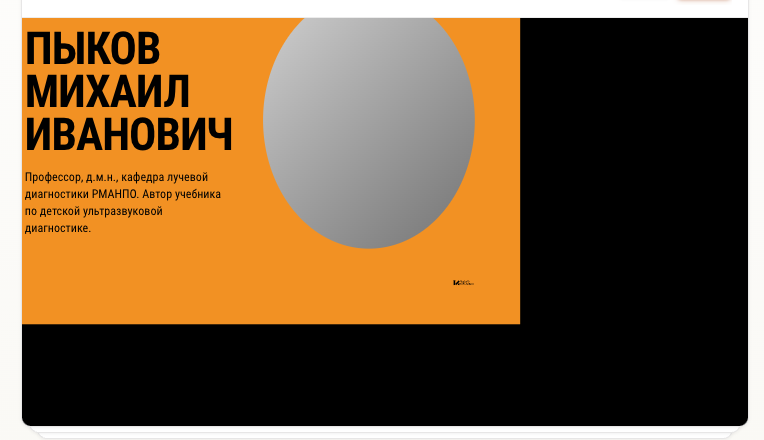 ПЫКОВ
МИХАИЛ
ИВАНОВИЧ
Профессор, д.м.н., кафедра лучевой
диагностики РМАНПО. Автор учебника
по детской ультразвуковой
диагностике.